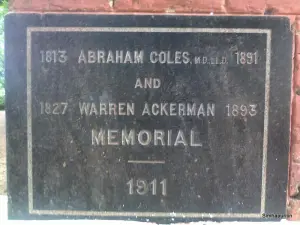 1813 ABRAHAM COLES, M.D., LL.D. 1891
AND
1827 WARREN ACKERMAN 1893
MEMORIAL
1911